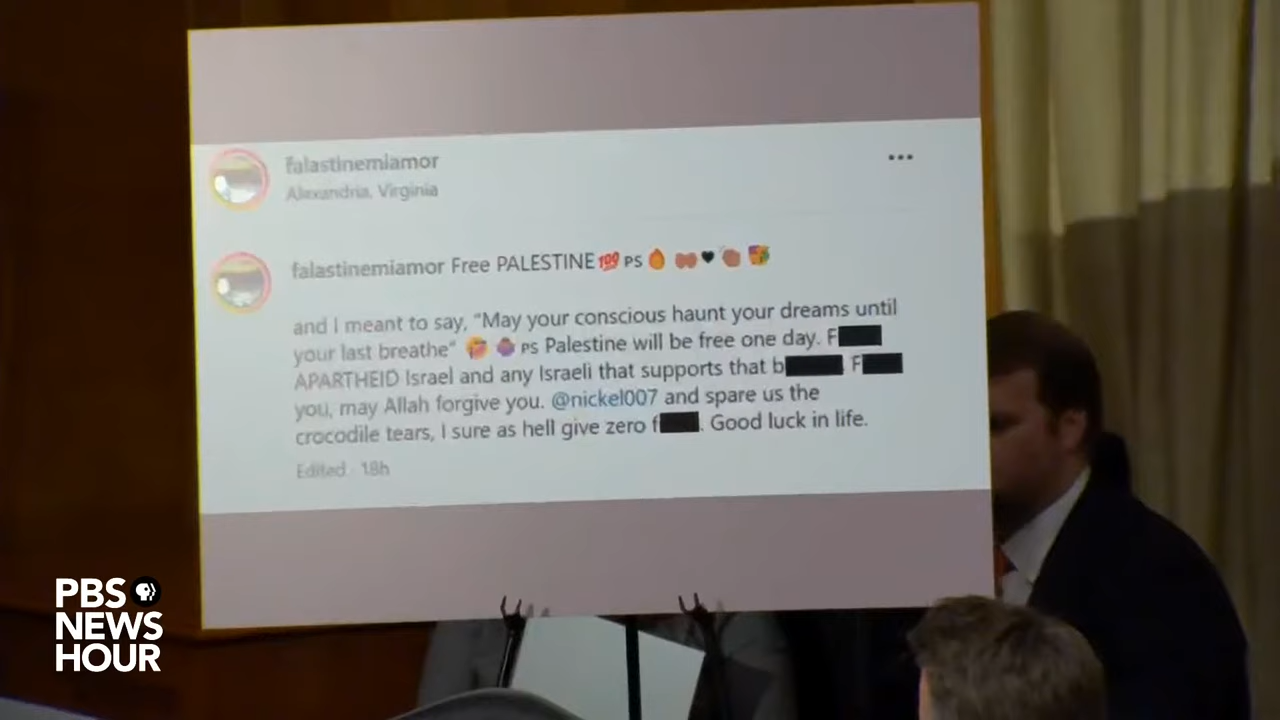 falastinemiamor
Alexandria, Virginia
falastinemiamor Free PALESTINE💯 PS 🔥
and I meant to say, "May your conscious haunt your dreams until
your last breathe" PS Palestine will be free one day. F
APARTHEID Israel and any Israeli that supports that b F
you, may Allah forgive you. @nickel007 and spare us the
crocodile tears, I sure as hell give zero f . Good luck in life.
Edited · 18h
PBS
NEWS
HOUR